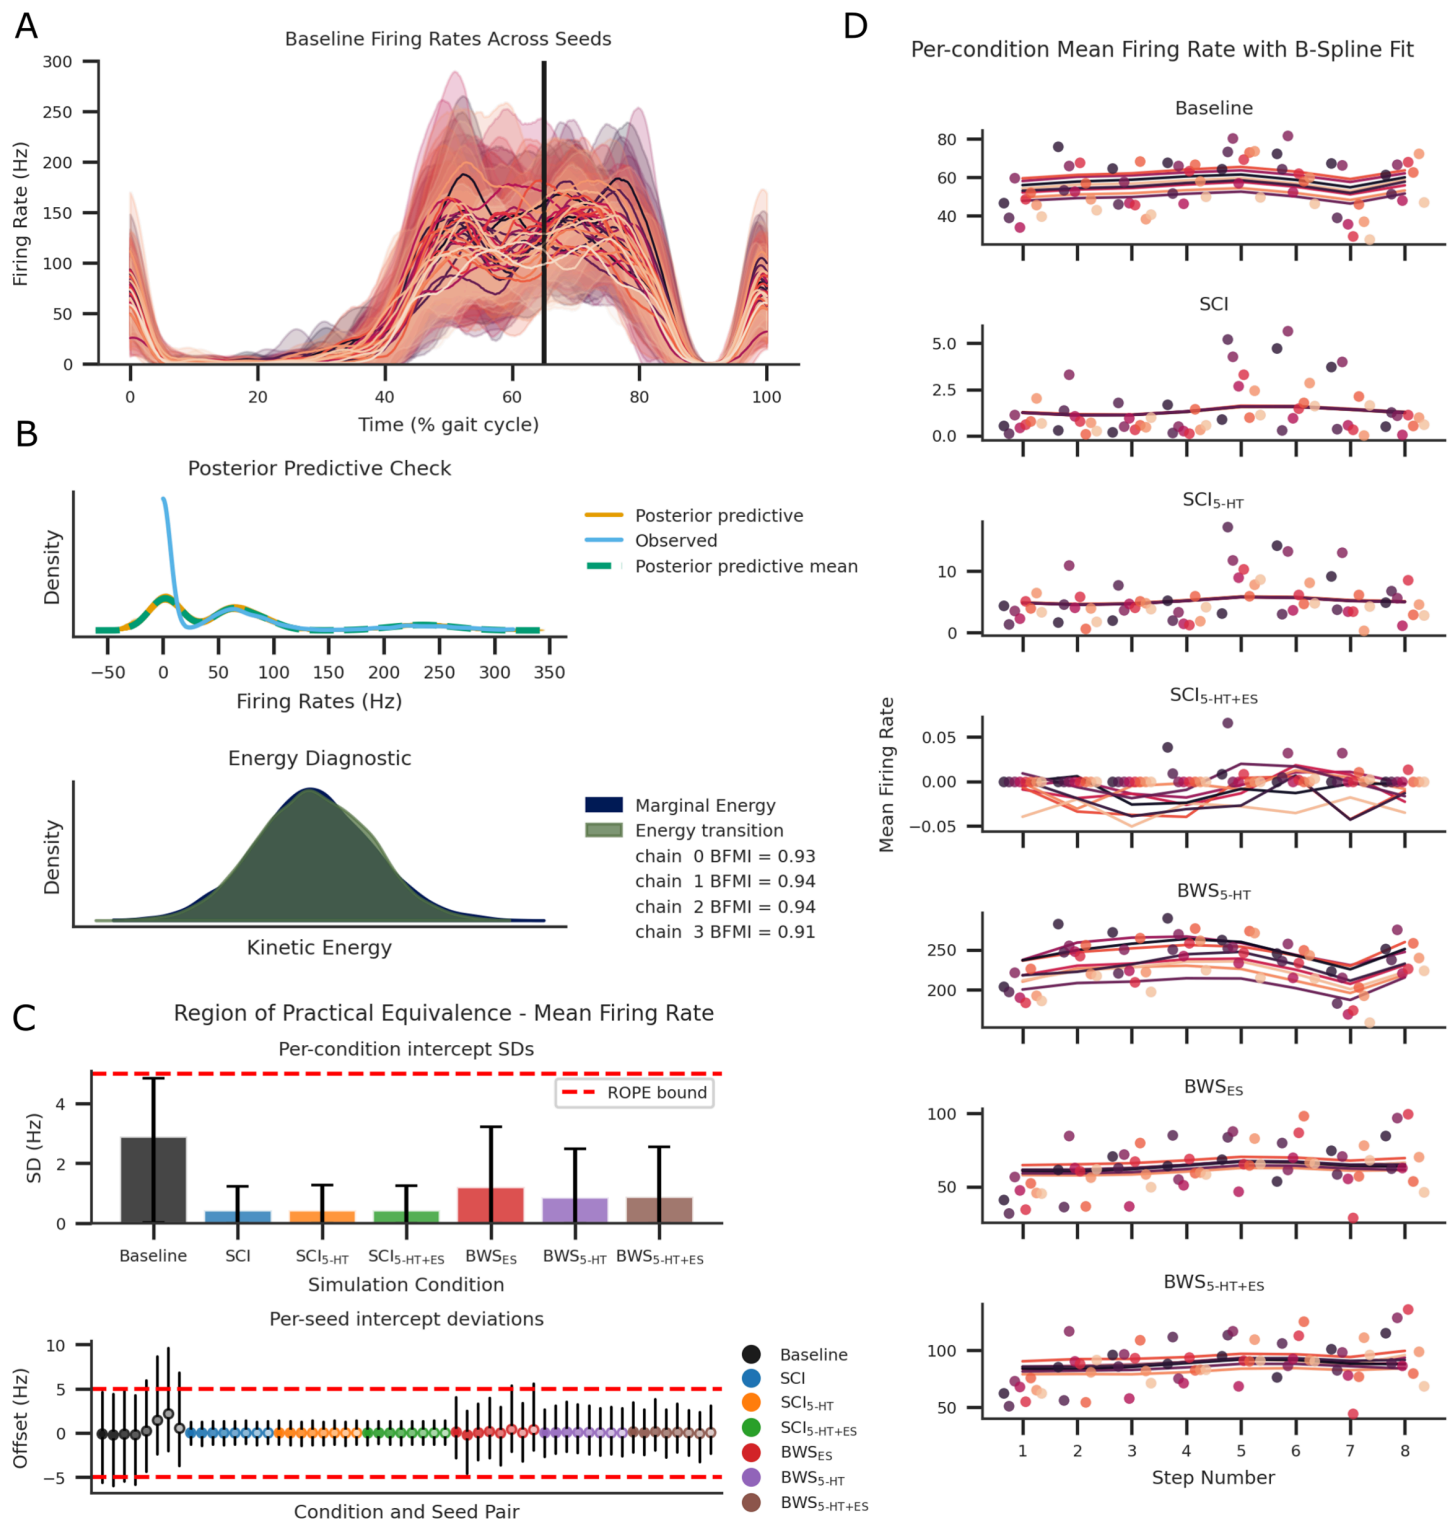 A
Baseline Firing Rates Across Seeds
300
250
200
150
100
50
0
Firing Rate (Hz)
0 20 40 60 80 100
Time (% gait cycle)
B
Posterior Predictive Check
Density
−50 0 50 100 150 200 250 300 350
Firing Rates (Hz)
Posterior predictive
Observed
Posterior predictive mean
Energy Diagnostic
Density
Kinetic Energy
Marginal Energy
Energy transition
chain 0 BFMI = 0.93
chain 1 BFMI = 0.94
chain 2 BFMI = 0.94
chain 3 BFMI = 0.91
C
Region of Practical Equivalence - Mean Firing Rate
Per-condition intercept SDs
ROPE bound
4
2
0
SD (Hz)
Baseline SCI SCI5-HT SCI5-HT+ES BWSES BWS5-HT BWS5-HT+ES
Simulation Condition
Per-seed intercept deviations
10
5
0
−5
Offset (Hz)
Condition and Seed Pair
Baseline
SCI
SCI5-HT
SCI5-HT+ES
BWSES
BWS5-HT
BWS5-HT+ES
D
Per-condition Mean Firing Rate with B-Spline Fit
Baseline
80
60
40
SCI
5.0
2.5
0.0
SCI5-HT
10
0
SCI5-HT+ES
0.05
0.00
−0.05
Mean Firing Rate
BWS5-HT
250
200
BWSES
100
50
BWS5-HT+ES
100
50
1 2 3 4 5 6 7 8
Step Number